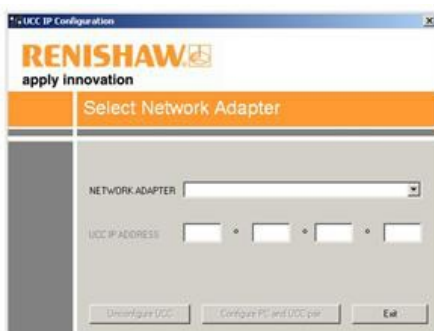 UCC IP Configuration
RENISHAW
apply innovation
Select Network Adapter
NETWORK ADAPTER
UCC IP ADDRESS
Unconfigure UCC
Configure PC and UCC pair
Exit